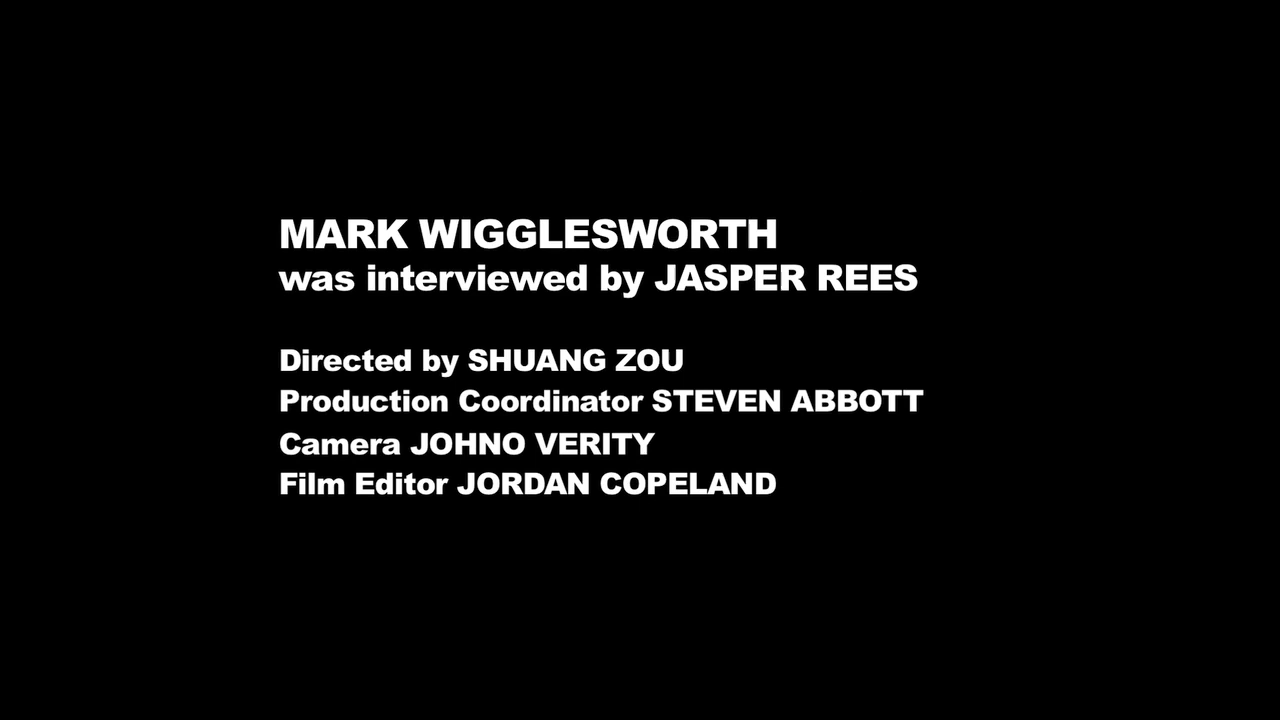 MARK WIGGLESWORTH
was interviewed by JASPER REES
Directed by SHUANG ZOU
Production Coordinator STEVEN ABBOTT
Camera JOHNO VERITY
Film Editor JORDAN COPELAND